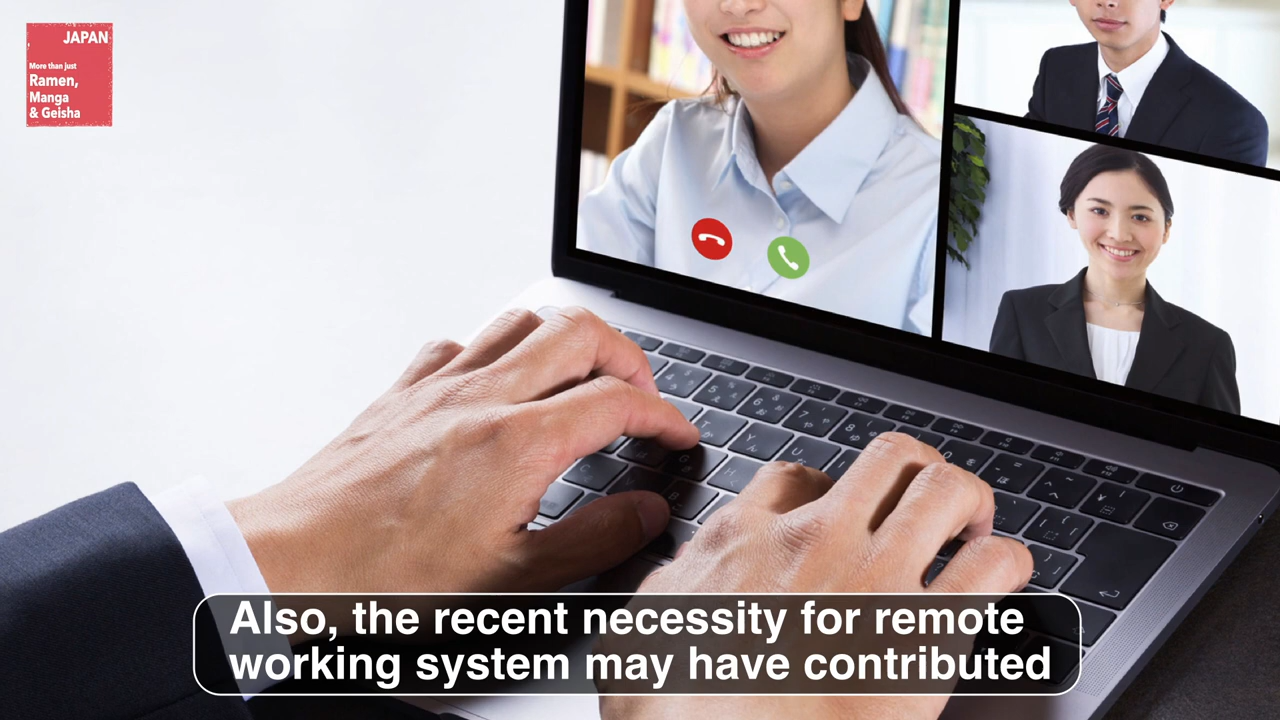 JAPAN
More than just
Ramen,
Manga
& Geisha
Also, the recent necessity for remote
working system may have contributed